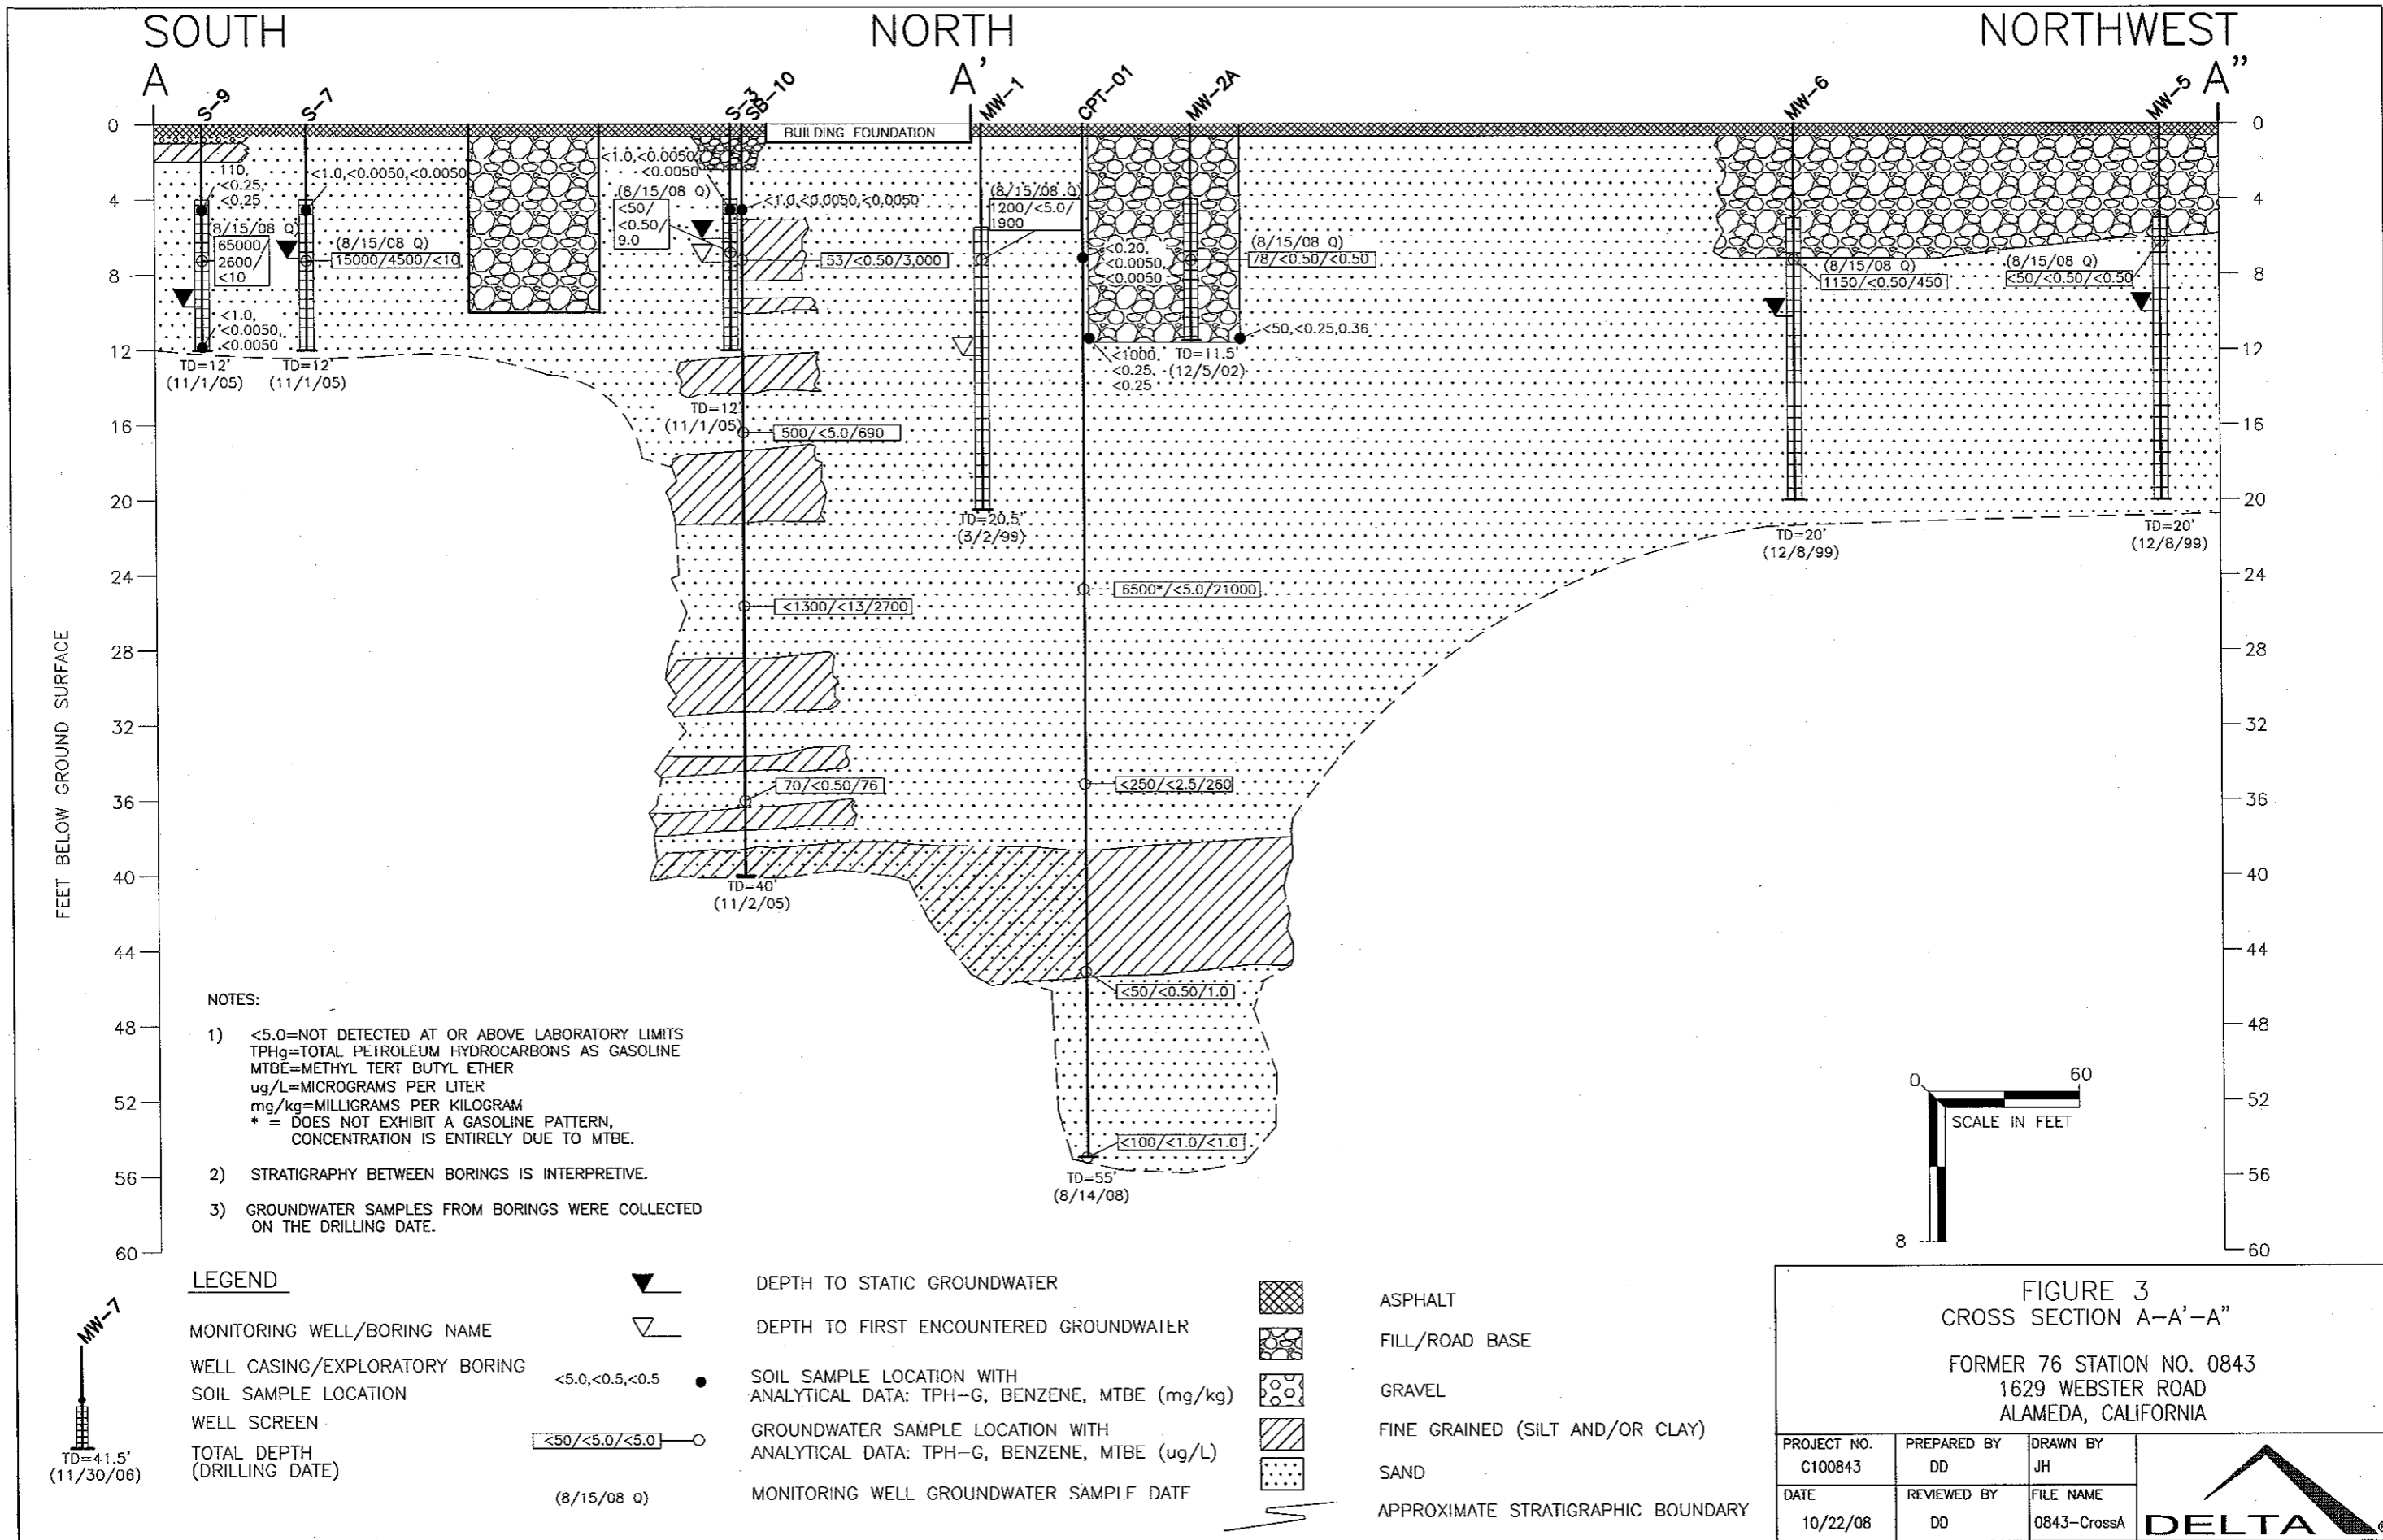 SOUTH
NORTH
NORTHWEST
A
A'
A"
S-9
S-7
S-3
SB-10
MW-1
CPT-01
MW-2A
MW-6
MW-5
BUILDING FOUNDATION
0
4
8
12
16
20
24
28
32
36
40
44
48
52
56
60
FEET BELOW GROUND SURFACE
110,
<0.25,
<0.25
(8/15/08 Q)
65000/
2600/
<10
<1.0,
<0.0050,
<0.0050
TD=12'
(11/1/05)
<1.0,<0.0050,<0.0050
(8/15/08 Q)
15000/4500/<10
TD=12'
(11/1/05)
<1.0,<0.0050,
<0.0050
(8/15/08 Q)
<50/
<0.50/
9.0
TD=12'
(11/1/05)
<1.0,<0.0050,<0.0050
53/<0.50/3,000
500/<5.0/690
<1300/<13/2700
70/<0.50/76
TD=40'
(11/2/05)
(8/15/08 Q)
1200/<5.0/
1900
TD=20.5'
(3/2/99)
<0.20,
<0.0050,
<0.0050
<1000,
<0.25,
<0.25
6500*/<5.0/21000
<250/<2.5/260
<50/<0.50/1.0
<100/<1.0/<1.0
TD=55'
(8/14/08)
(8/15/08 Q)
78/<0.50/<0.50
<50,<0.25,0.36
TD=11.5'
(12/5/02)
(8/15/08 Q)
1150/<0.50/450
TD=20'
(12/8/99)
(8/15/08 Q)
<50/<0.50/<0.50
TD=20'
(12/8/99)
0
4
8
12
16
20
24
28
32
36
40
44
48
52
56
60
NOTES:
1) <5.0=NOT DETECTED AT OR ABOVE LABORATORY LIMITS
TPHg=TOTAL PETROLEUM HYDROCARBONS AS GASOLINE
MTBE=METHYL TERT BUTYL ETHER
ug/L=MICROGRAMS PER LITER
mg/kg=MILLIGRAMS PER KILOGRAM
* = DOES NOT EXHIBIT A GASOLINE PATTERN,
CONCENTRATION IS ENTIRELY DUE TO MTBE.
2) STRATIGRAPHY BETWEEN BORINGS IS INTERPRETIVE.
3) GROUNDWATER SAMPLES FROM BORINGS WERE COLLECTED
ON THE DRILLING DATE.
0
60
SCALE IN FEET
8
LEGEND
MW-7
MONITORING WELL/BORING NAME
WELL CASING/EXPLORATORY BORING
SOIL SAMPLE LOCATION
WELL SCREEN
TOTAL DEPTH
(DRILLING DATE)
TD=41.5'
(11/30/06)
DEPTH TO STATIC GROUNDWATER
DEPTH TO FIRST ENCOUNTERED GROUNDWATER
<5.0,<0.5,<0.5
SOIL SAMPLE LOCATION WITH
ANALYTICAL DATA: TPH-G, BENZENE, MTBE (mg/kg)
<50/<5.0/<5.0
GROUNDWATER SAMPLE LOCATION WITH
ANALYTICAL DATA: TPH-G, BENZENE, MTBE (ug/L)
(8/15/08 Q)
MONITORING WELL GROUNDWATER SAMPLE DATE
ASPHALT
FILL/ROAD BASE
GRAVEL
FINE GRAINED (SILT AND/OR CLAY)
SAND
APPROXIMATE STRATIGRAPHIC BOUNDARY
FIGURE 3
CROSS SECTION A-A'-A"
FORMER 76 STATION NO. 0843
1629 WEBSTER ROAD
ALAMEDA, CALIFORNIA
PROJECT NO.
C100843
PREPARED BY
DD
DRAWN BY
JH
DATE
10/22/08
REVIEWED BY
DD
FILE NAME
0843-CrossA
DELTA
®